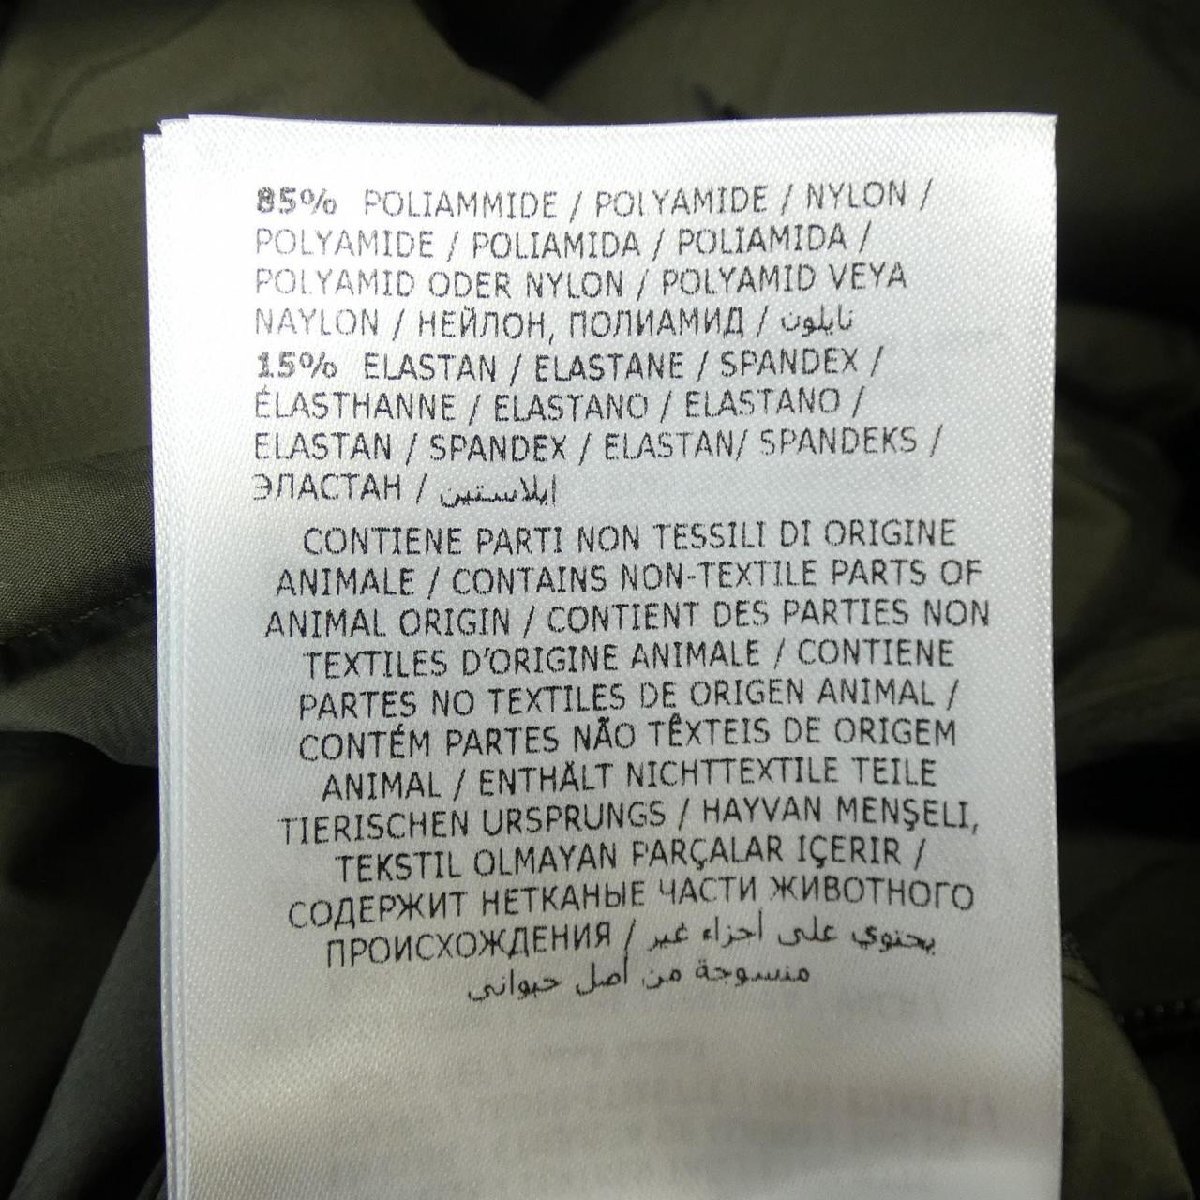 85% POLIAMMIDE / POLYAMIDE / NYLON /
POLYAMIDE / POLIAMIDA / POLIAMIDA /
POLYAMID ODER NYLON / POLYAMID VEYA
NAYLON / НЕЙЛОН, ПОЛИАМИД / نايلون
15% ELASTAN / ELASTANE / SPANDEX /
ÉLASTHANNE / ELASTANO / ELASTANO /
ELASTAN / SPANDEX / ELASTAN/ SPANDEKS /
ЭЛАСТАН / ايلاستين
CONTIENE PARTI NON TESSILI DI ORIGINE
ANIMALE / CONTAINS NON-TEXTILE PARTS OF
ANIMAL ORIGIN / CONTIENT DES PARTIES NON
TEXTILES D'ORIGINE ANIMALE / CONTIENE
PARTES NO TEXTILES DE ORIGEN ANIMAL /
CONTÉM PARTES NÃO TÊXTEIS DE ORIGEM
ANIMAL / ENTHÄLT NICHTTEXTILE TEILE
TIERISCHEN URSPRUNGS / HAYVAN MENŞELI,
TEKSTIL OLMAYAN PARÇALAR IÇERIR /
СОДЕРЖИТ НЕТКАНЫЕ ЧАСТИ ЖИВОТНОГО
ПРОИСХОЖДЕНИЯ / يحتوي على أجزاء غير
منسوجة من أصل حيواني